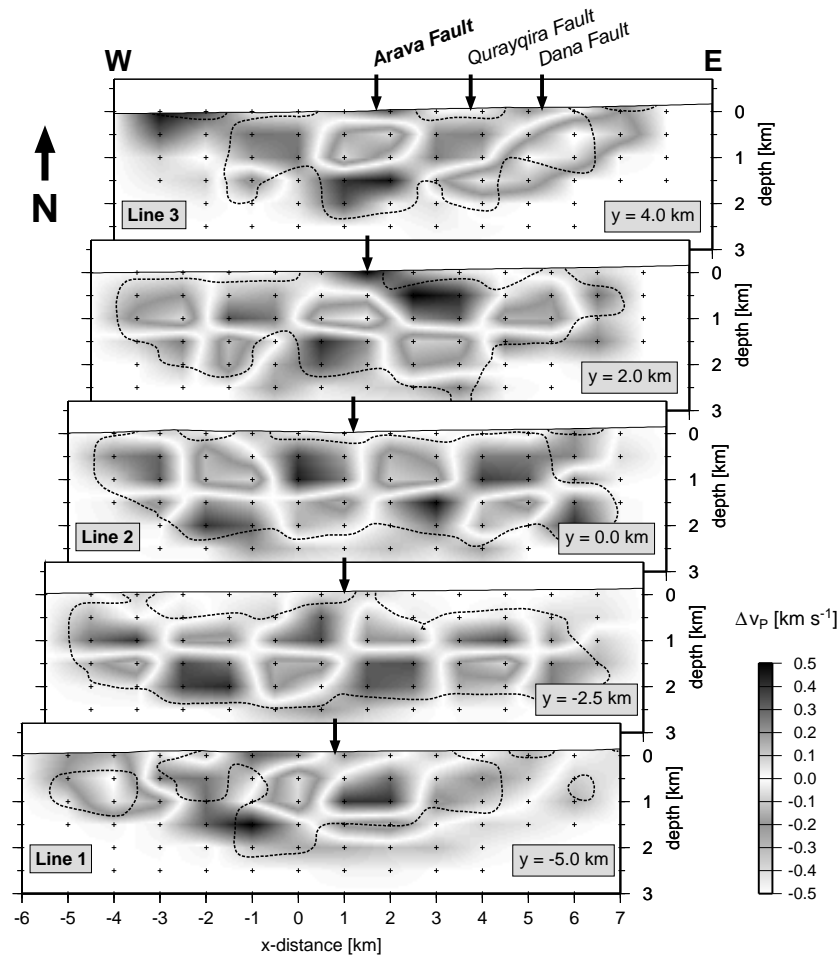 Arava Fault
Qurayqira Fault
Dana Fault
W
E
N
0
1
2
3
depth [km]
Line 3
y = 4.0 km
0
1
2
3
depth [km]
y = 2.0 km
0
1
2
3
depth [km]
Line 2
y = 0.0 km
0
1
2
3
depth [km]
y = -2.5 km
0
1
2
3
depth [km]
Line 1
y = -5.0 km
-6 -5 -4 -3 -2 -1 0 1 2 3 4 5 6 7
x-distance [km]
Δv_P [km s⁻¹]
0.5
0.4
0.3
0.2
0.1
0.0
-0.1
-0.2
-0.3
-0.4
-0.5